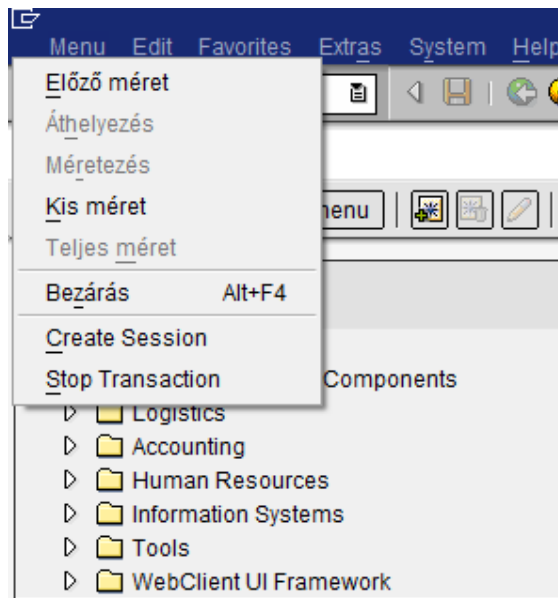 Menu Edit Favorites Extras System Help
Előző méret
Áthelyezés
Méretezés
Kis méret
Teljes méret
Bezárás Alt+F4
Create Session
Stop Transaction
Components
Logistics
Accounting
Human Resources
Information Systems
Tools
WebClient UI Framework